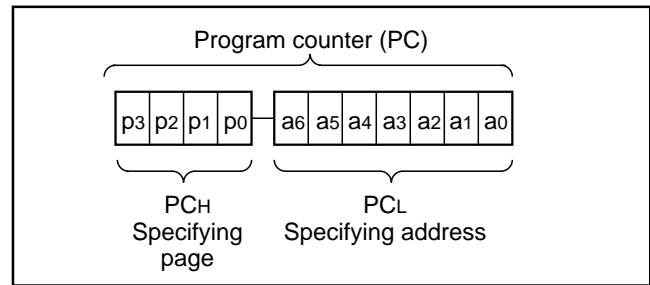 Program counter (PC)
p3 p2 p1 p0 a6 a5 a4 a3 a2 a1 a0
PCH PCL
Specifying page Specifying address